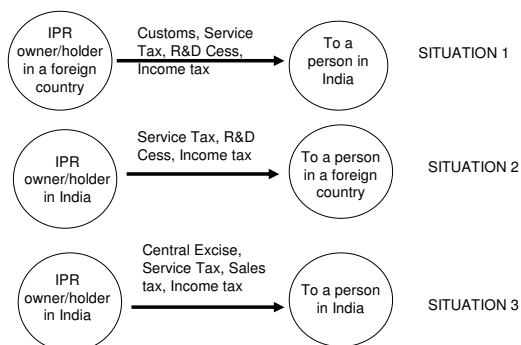 IPR
owner/holder
in a foreign
country
Customs, Service
Tax, R&D Cess,
Income tax
To a
person in
India
SITUATION 1
IPR
owner/holder
in India
Service Tax, R&D
Cess, Income tax
To a person
in a foreign
country
SITUATION 2
IPR
owner/holder
in India
Central Excise,
Service Tax, Sales
tax, Income tax
To a person
in India
SITUATION 3